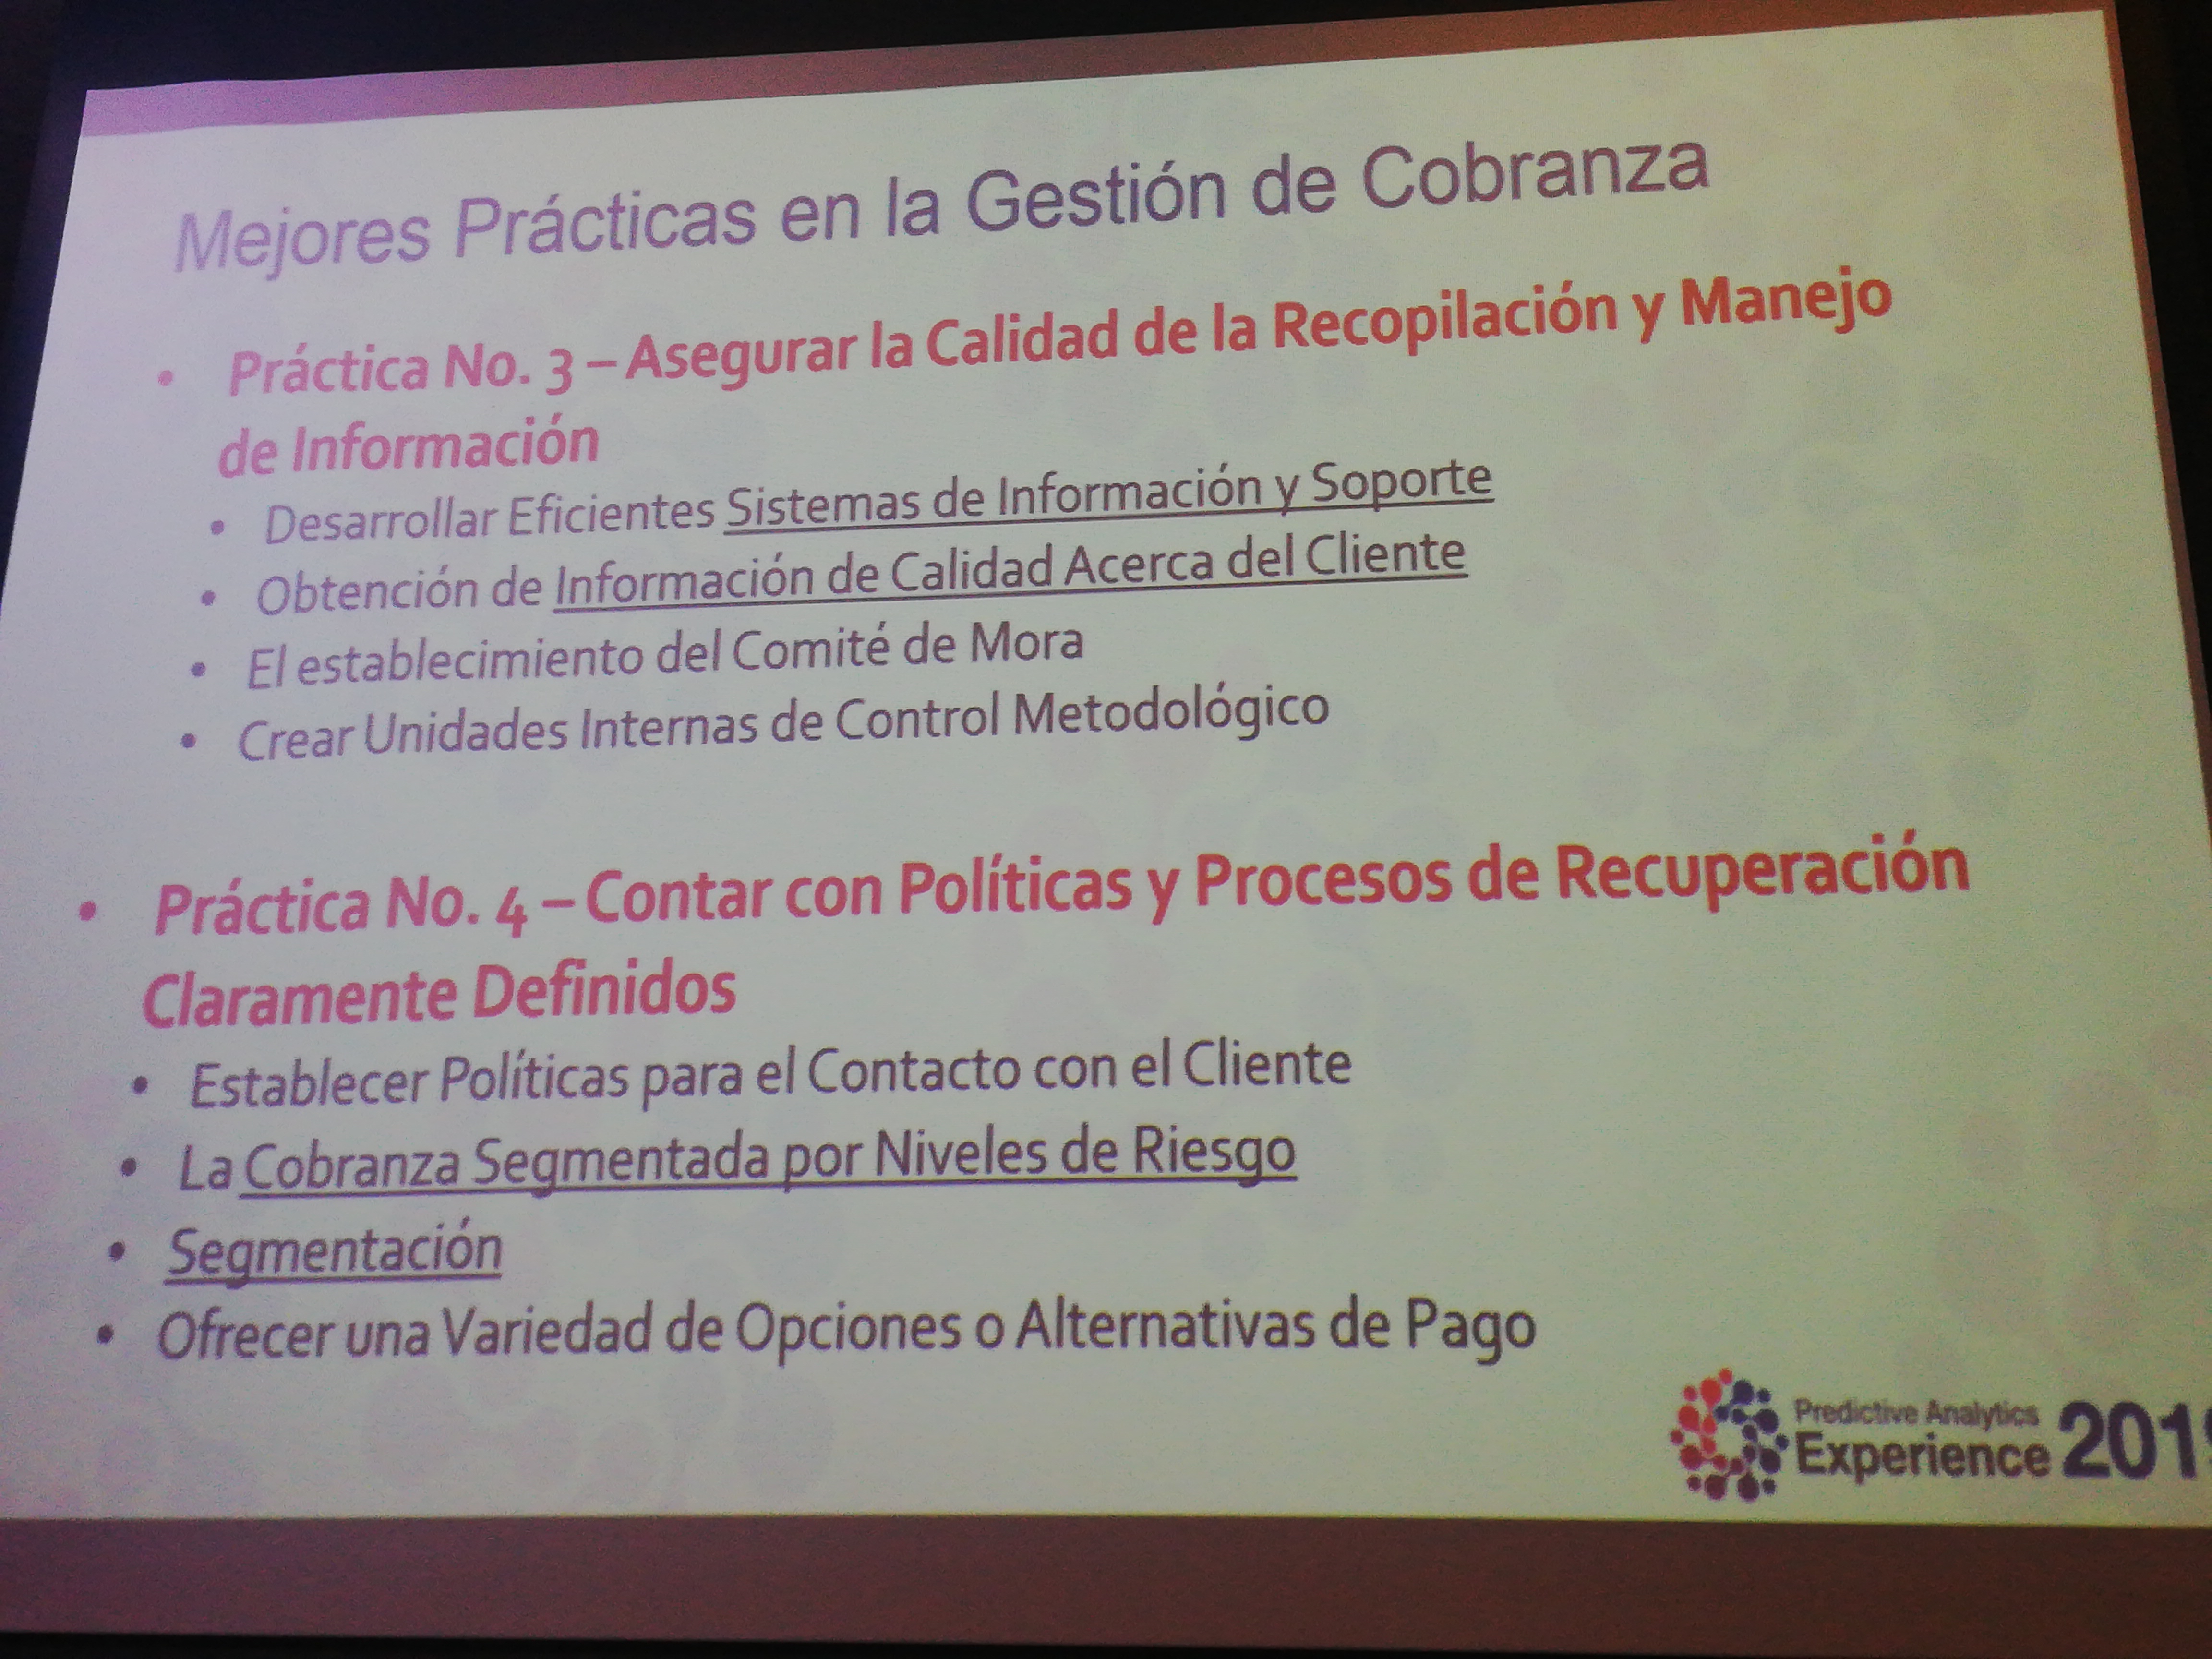 Mejores Prácticas en la Gestión de Cobranza
• Práctica No. 3 – Asegurar la Calidad de la Recopilación y Manejo
de Información
• Desarrollar Eficientes Sistemas de Información y Soporte
• Obtención de Información de Calidad Acerca del Cliente
• El establecimiento del Comité de Mora
• Crear Unidades Internas de Control Metodológico
• Práctica No. 4 – Contar con Políticas y Procesos de Recuperación
Claramente Definidos
• Establecer Políticas para el Contacto con el Cliente
• La Cobranza Segmentada por Niveles de Riesgo
• Segmentación
• Ofrecer una Variedad de Opciones o Alternativas de Pago
Predictive Analytics
Experience 2019